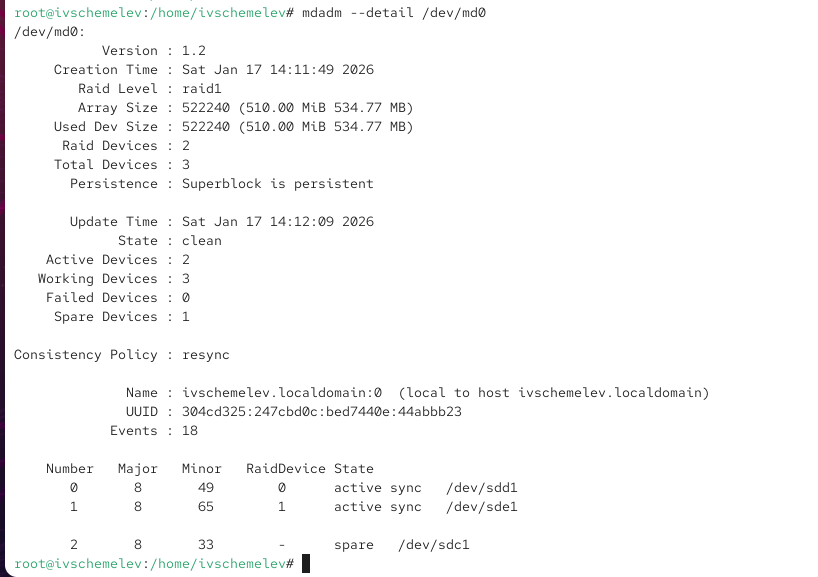 root@ivschemelev:/home/ivschemelev# mdadm --detail /dev/md0
/dev/md0:
           Version : 1.2
     Creation Time : Sat Jan 17 14:11:49 2026
        Raid Level : raid1
        Array Size : 522240 (510.00 MiB 534.77 MB)
     Used Dev Size : 522240 (510.00 MiB 534.77 MB)
      Raid Devices : 2
     Total Devices : 3
       Persistence : Superblock is persistent

       Update Time : Sat Jan 17 14:12:09 2026
             State : clean
    Active Devices : 2
   Working Devices : 3
    Failed Devices : 0
     Spare Devices : 1

Consistency Policy : resync

              Name : ivschemelev.localdomain:0  (local to host ivschemelev.localdomain)
              UUID : 304cd325:247cbd0c:bed7440e:44abbb23
            Events : 18

    Number   Major   Minor   RaidDevice State
       0       8       49        0      active sync   /dev/sdd1
       1       8       65        1      active sync   /dev/sde1

       2       8       33        -      spare   /dev/sdc1
root@ivschemelev:/home/ivschemelev#